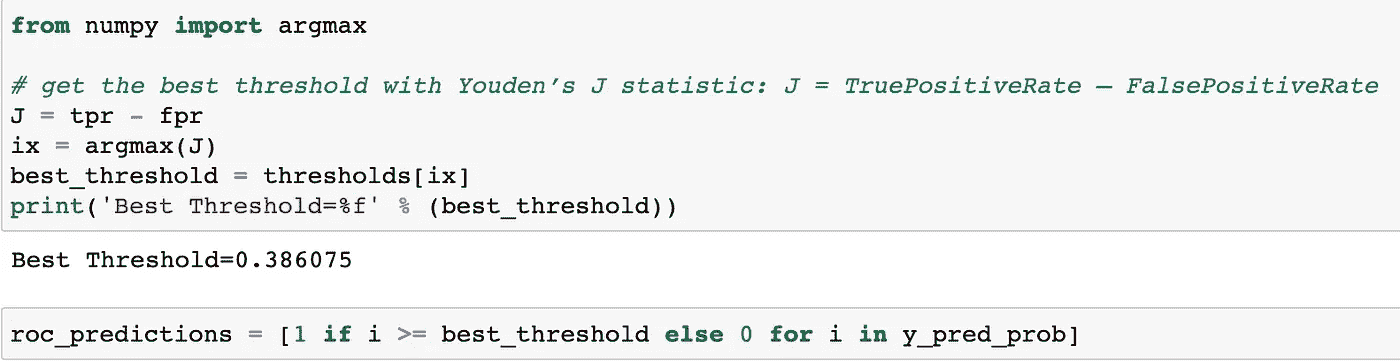 from numpy import argmax
# get the best threshold with Youden’s J statistic: J = TruePositiveRate – FalsePositiveRate
J = tpr - fpr
ix = argmax(J)
best_threshold = thresholds[ix]
print('Best Threshold=%f' % (best_threshold))
Best Threshold=0.386075
roc_predictions = [1 if i >= best_threshold else 0 for i in y_pred_prob]